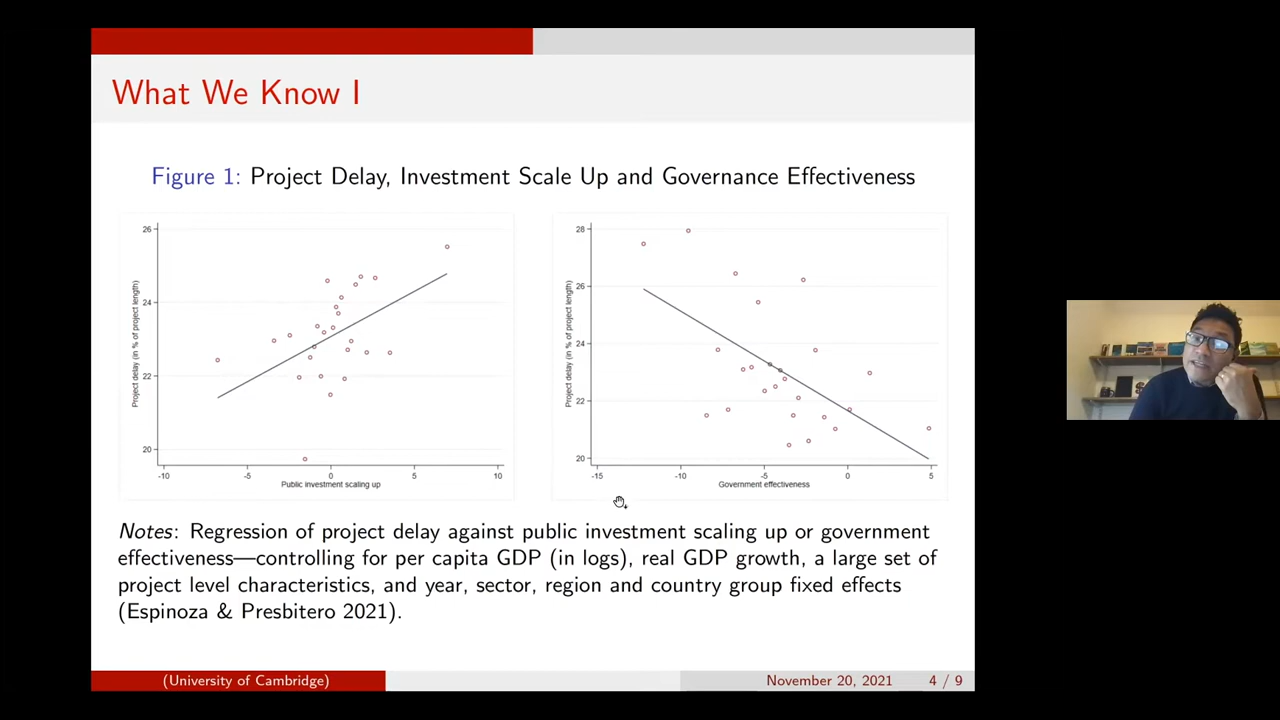 What We Know I
Figure 1: Project Delay, Investment Scale Up and Governance Effectiveness
Project delay (in % of project length)
26
24
22
20
-10 -5 0 5 10
Public investment scaling up
Project delay (in % of project length)
28
26
24
22
20
-15 -10 -5 0 5
Government effectiveness
Notes: Regression of project delay against public investment scaling up or government
effectiveness—controlling for per capita GDP (in logs), real GDP growth, a large set of
project level characteristics, and year, sector, region and country group fixed effects
(Espinoza & Presbitero 2021).
(University of Cambridge) November 20, 2021 4 / 9